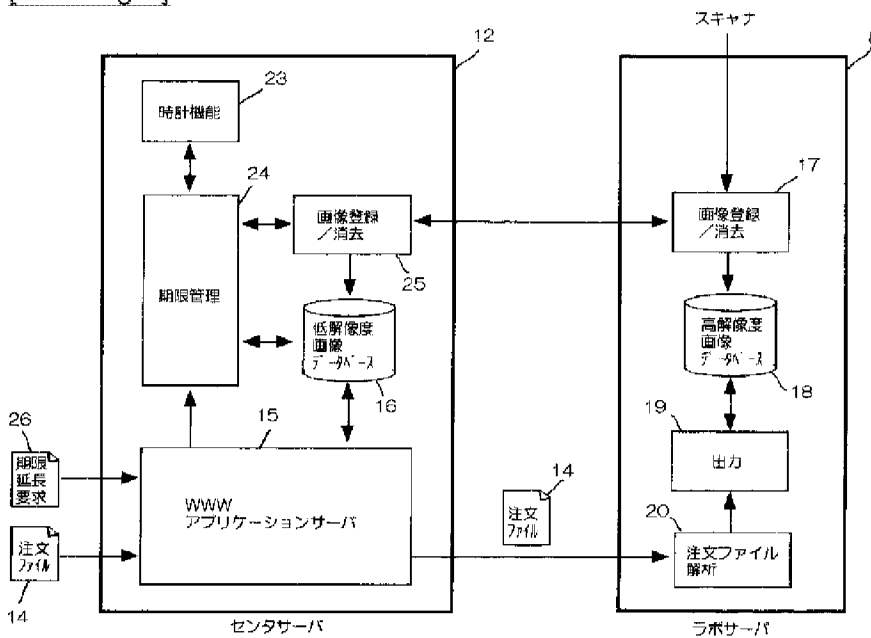 スキャナ
12
23
時計機能
24
期限管理
画像登録
／消去
25
低解像度
画像
データベース
16
17
画像登録
／消去
高解像度
画像
データベース
18
19
出力
20
注文ファイル
解析
15
WWW
アプリケーションサーバ
26
期限
延長
要求
注文
ファイル
14
14
注文
ファイル
センタサーバ
ラボサーバ